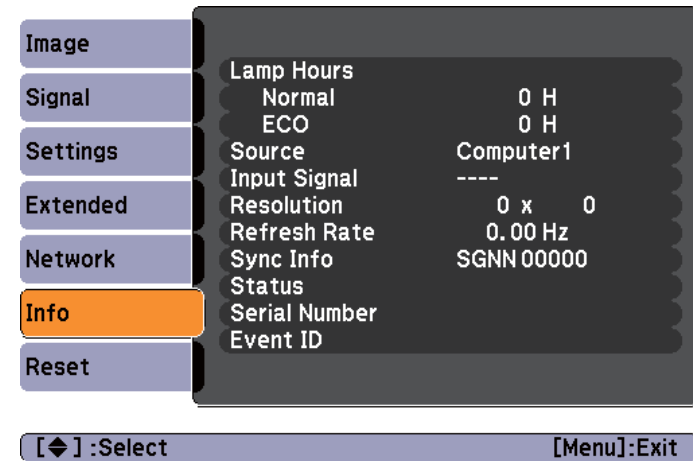 Image
Signal
Settings
Extended
Network
Info
Reset
Lamp Hours
Normal 0 H
ECO 0 H
Source Computer1
Input Signal ----
Resolution 0 x 0
Refresh Rate 0.00 Hz
Sync Info SGNN 00000
Status
Serial Number
Event ID
[◆] :Select [Menu]:Exit